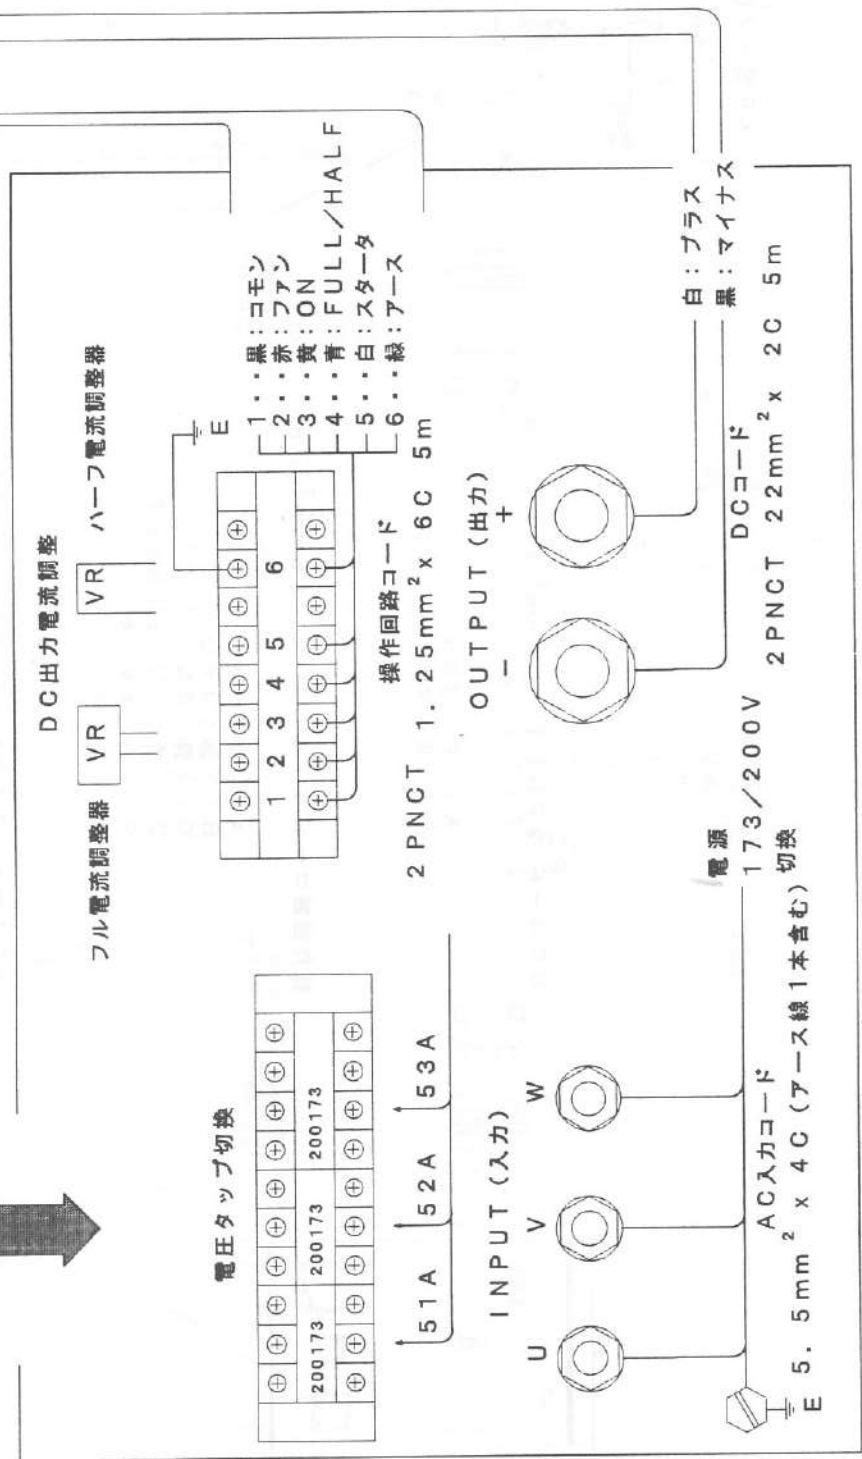 DC出力電流調整
フル電流調整器
VR
VR
ハーフ電流調整器
E
1 2 3 4 5 6
1・・黒:コモン
2・・赤:ファン
3・・黄:ON
4・・青:FULL/HALF
5・・白:スタータ
6・・緑:アース
操作回路コード
2PNCT 1.25mm² x 6C 5m
OUTPUT(出力)
- +
白:プラス
黒:マイナス
DCコード
2PNCT 22mm² x 2C 5m
電圧タップ切換
200173 200173 200173
51A 52A 53A
INPUT(入力)
U V W
電源
173/200V
切換
AC入力コード
E 5.5mm² x 4C(アース線1本含む)